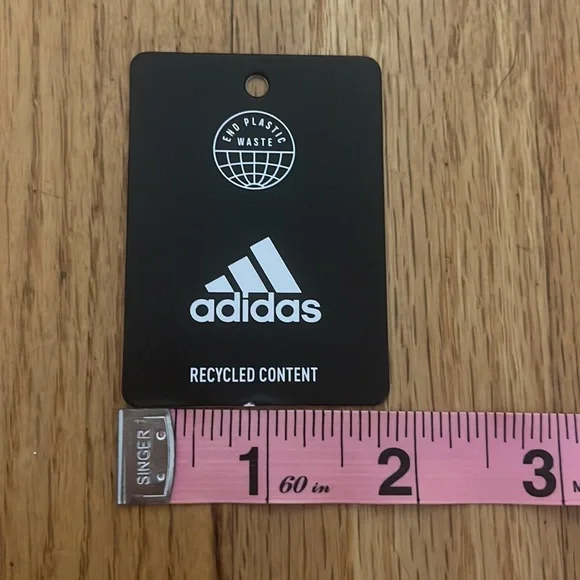 END PLASTIC
WASTE
adidas
RECYCLED CONTENT
SINGER
1 60 in 2 3